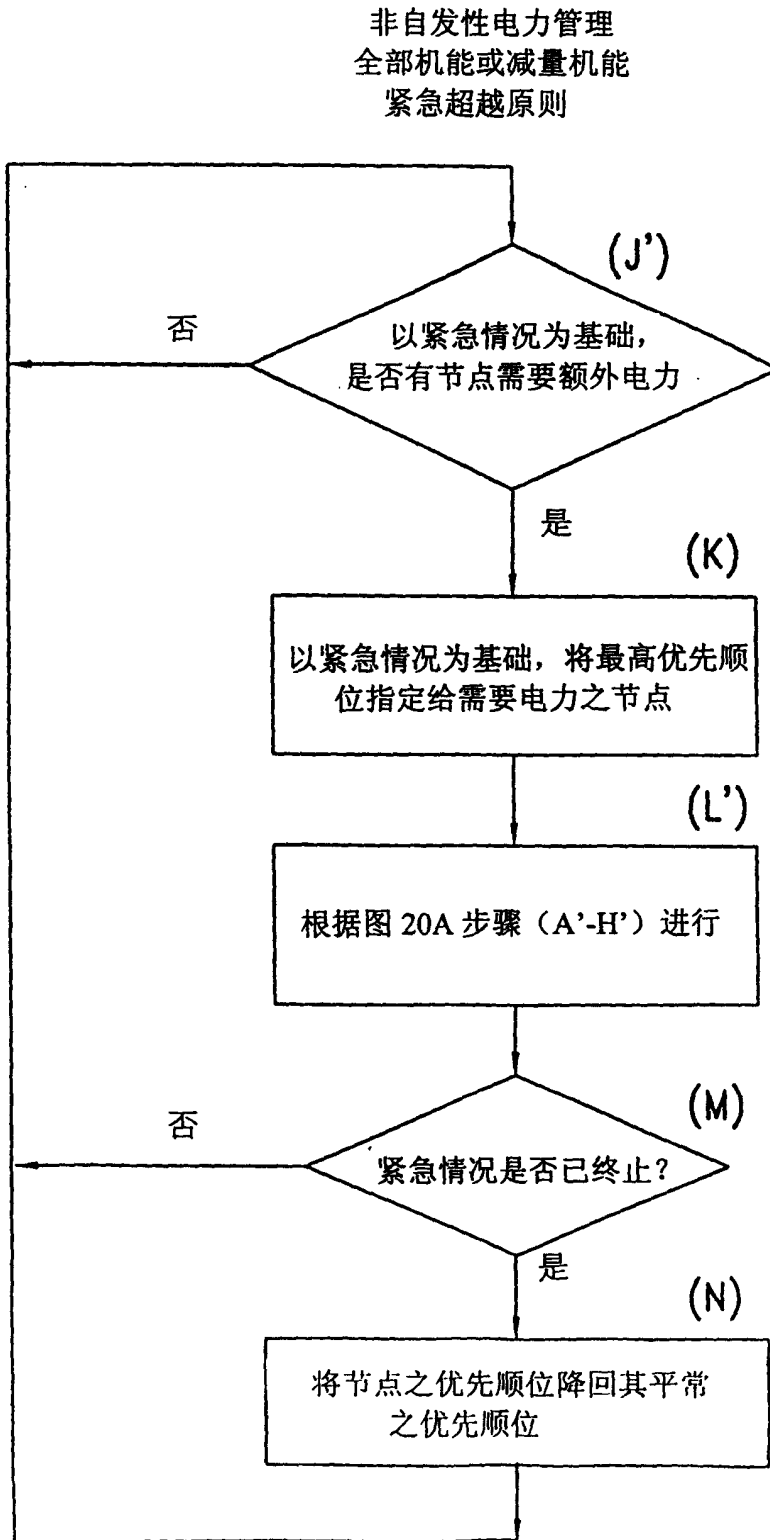 非自发性电力管理
全部机能或减量机能
紧急超越原则
(J’)
否
以紧急情况为基础，
是否有节点需要额外电力
是
(K)
以紧急情况为基础，将最高优先顺
位指定给需要电力之节点
(L’)
根据图 20A 步骤（A’-H’）进行
(M)
否
紧急情况是否已终止？
是
(N)
将节点之优先顺位降回其平常
之优先顺位